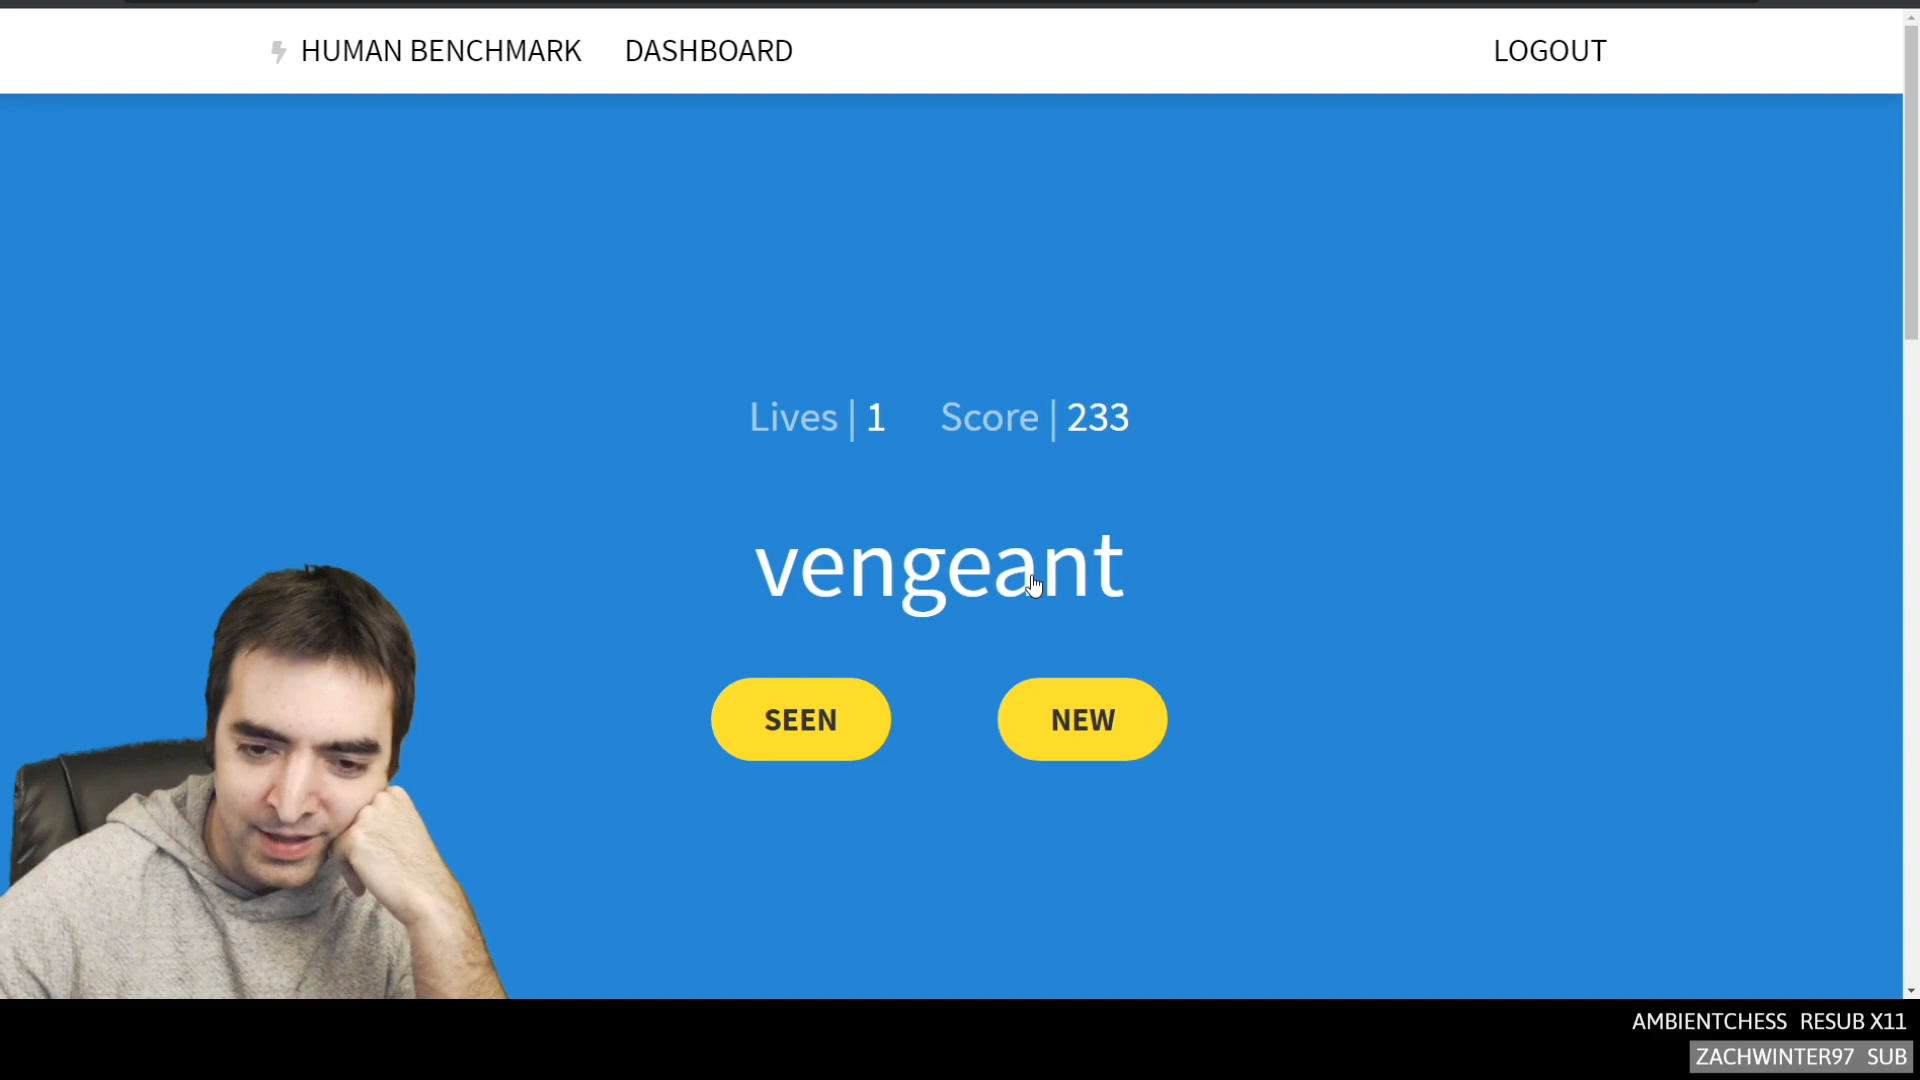 HUMAN BENCHMARK DASHBOARD LOGOUT
Lives | 1 Score | 233
vengeant
SEEN NEW
AMBIENTCHESS RESUB X11
ZACHWINTER97 SUB